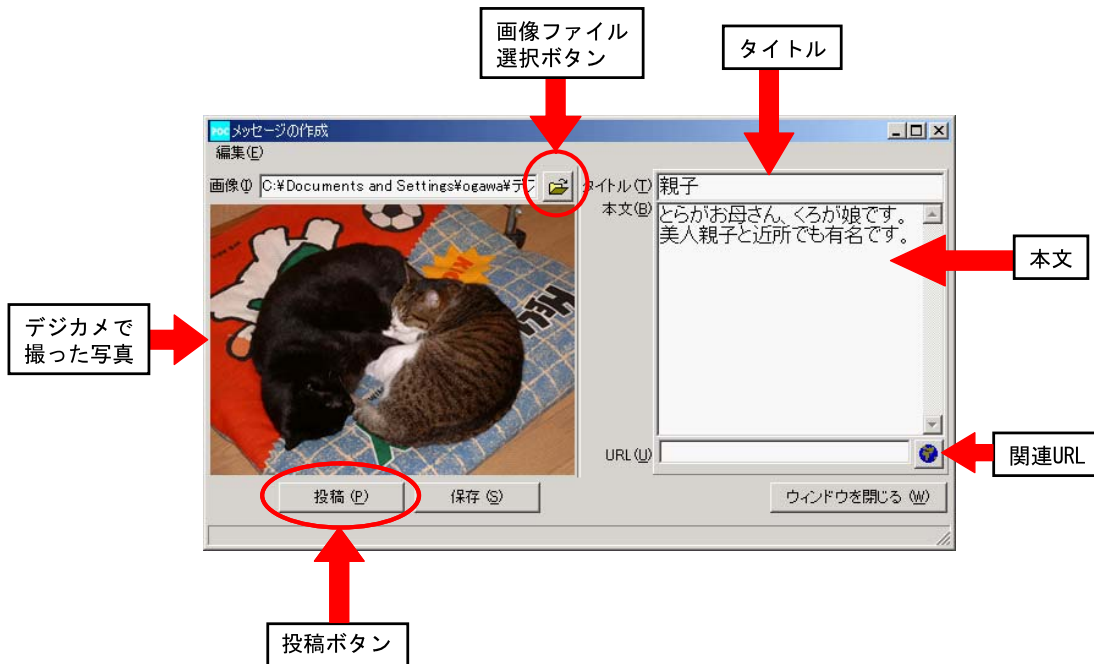 画像ファイル
選択ボタン
タイトル
POC メッセージの作成
編集(E)
画像(I) C:¥Documents and Settings¥ogawa¥デジ
タイトル(T) 親子
本文(B) とらがお母さん、くろが娘です。
美人親子と近所でも有名です。
本文
デジカメで
撮った写真
URL(U)
関連URL
投稿(P) 保存(S) ウィンドウを閉じる(W)
投稿ボタン